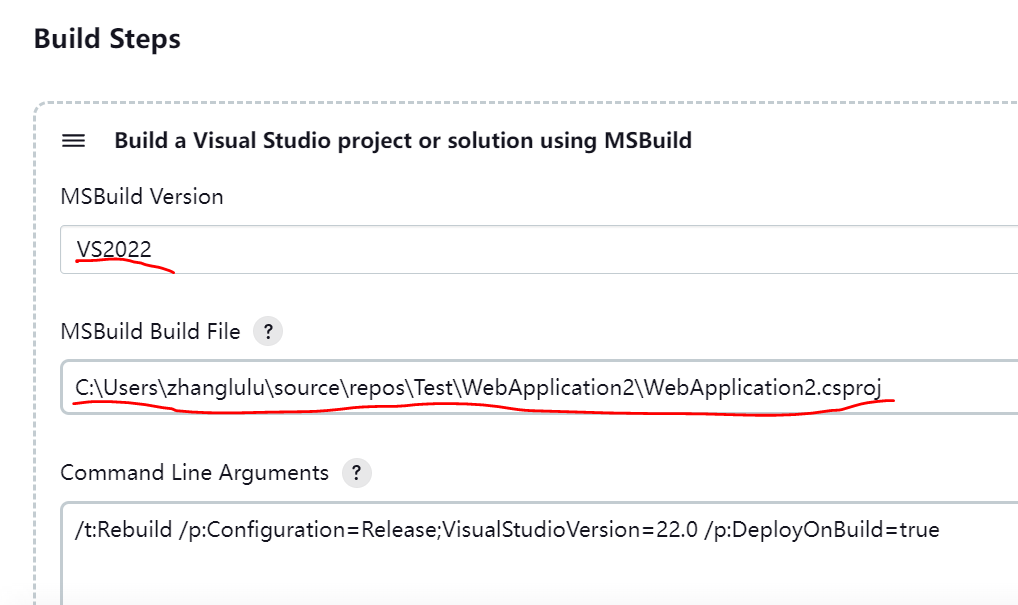 Build Steps
Build a Visual Studio project or solution using MSBuild
MSBuild Version
VS2022
MSBuild Build File ?
C:\Users\zhanglulu\source\repos\Test\WebApplication2\WebApplication2.csproj
Command Line Arguments ?
/t:Rebuild /p:Configuration=Release;VisualStudioVersion=22.0 /p:DeployOnBuild=true